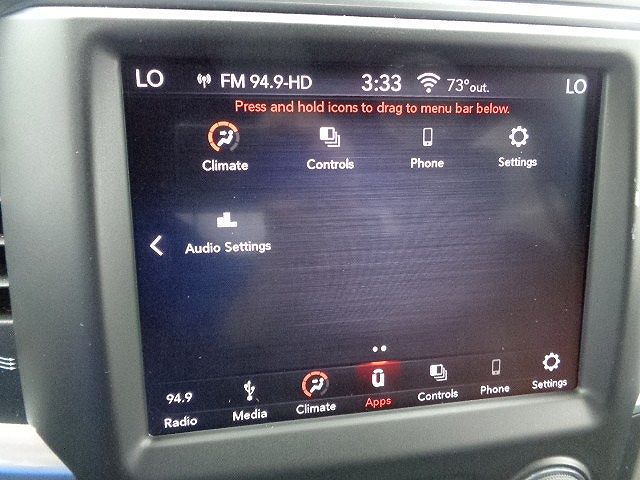 LO FM 94.9-HD 3:33 73°out. LO
Press and hold icons to drag to menu bar below.
Climate Controls Phone Settings
Audio Settings
94.9
Radio Media Climate Apps Controls Phone Settings